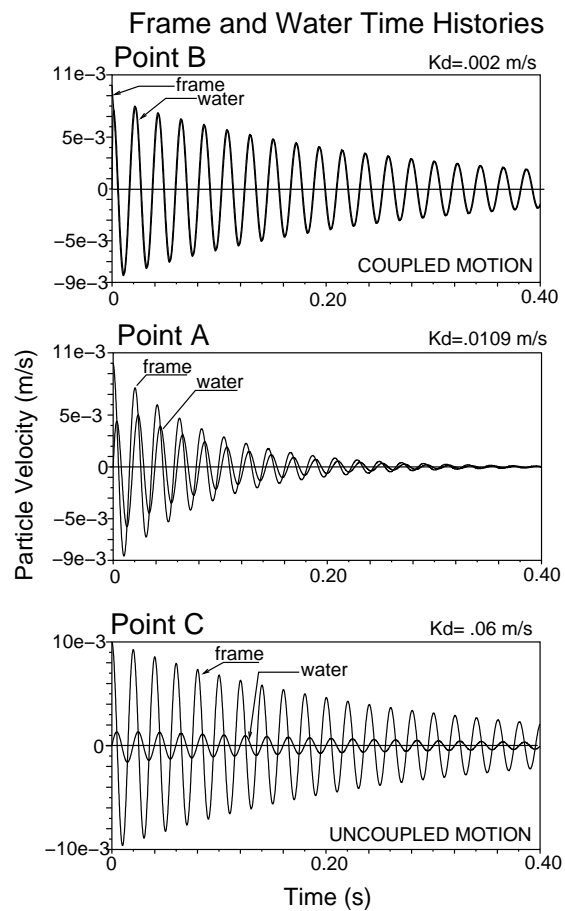 Frame and Water Time Histories
Point B
Kd=.002 m/s
11e−3
frame
water
5e−3
0
−5e−3
−9e−3
COUPLED MOTION
0
0.20
0.40
Point A
Kd=.0109 m/s
11e−3
frame
water
5e−3
0
−5e−3
−9e−3
0
0.20
0.40
Particle Velocity (m/s)
Point C
Kd= .06 m/s
10e−3
frame
water
0
−10e−3
UNCOUPLED MOTION
0
0.20
0.40
Time (s)